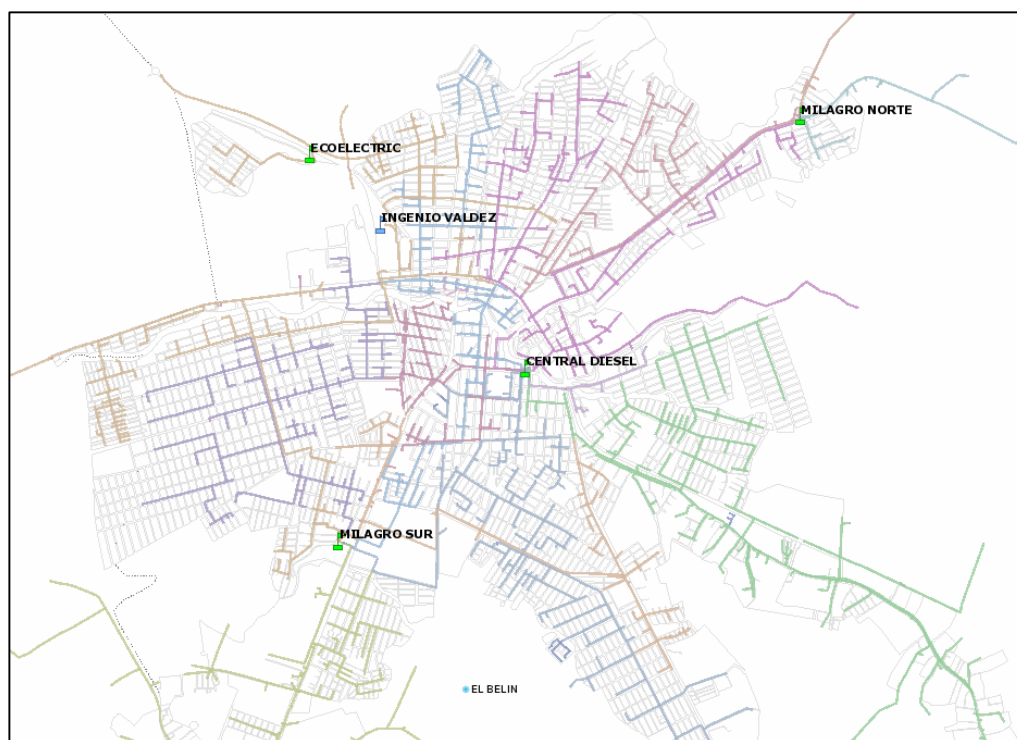 MILAGRO NORTE
ECOELECTRIC
INGENIO VALDEZ
CENTRAL DIESEL
MILAGRO SUR
EL BELIN